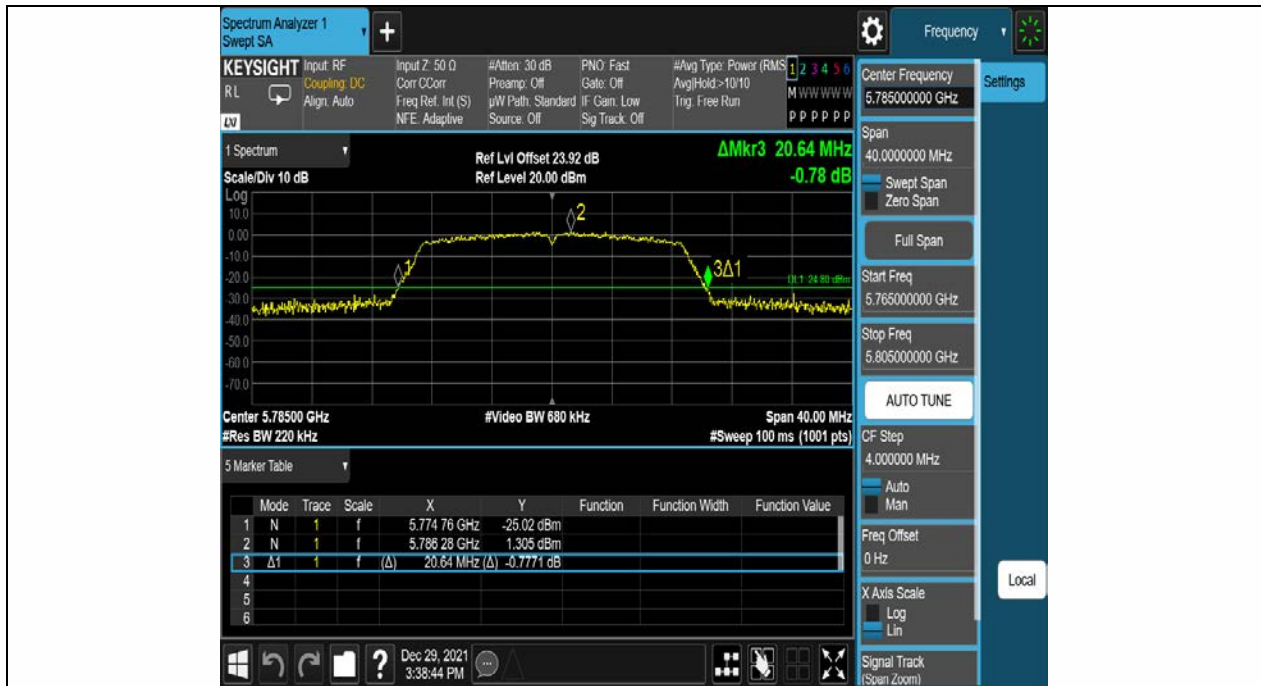 Spectrum Analyzer 1
Swept SA
+
Frequency
KEYSIGHT
RL
LXI
Input: RF
Coupling: DC
Align: Auto
Input Z: 50 Ω
Corr CCorr
Freq Ref: Int (S)
NFE: Adaptive
#Atten: 30 dB
Preamp: Off
µW Path: Standard
Source: Off
PNO: Fast
Gate: Off
IF Gain: Low
Sig Track: Off
#Avg Type: Power (RMS
Avg|Hold:>10/10
Trig: Free Run
1 2 3 4 5 6
M W W W W W
P P P P P P
1 Spectrum
Scale/Div 10 dB
Ref Lvl Offset 23.92 dB
Ref Level 20.00 dBm
ΔMkr3 20.64 MHz
-0.78 dB
Log
10.0
0.00
-10.0
-20.0
-30.0
-40.0
-50.0
-60.0
-70.0
1
2
3Δ1
DL1 -24.80 dBm
Center 5.78500 GHz
#Video BW 680 kHz
Span 40.00 MHz
#Res BW 220 kHz
#Sweep 100 ms (1001 pts)
5 Marker Table
Mode Trace Scale X Y Function Function Width Function Value
1 N 1 f 5.774 76 GHz -25.02 dBm
2 N 1 f 5.786 28 GHz 1.305 dBm
3 Δ1 1 f (Δ) 20.64 MHz (Δ) -0.7771 dB
4
5
6
?
Dec 29, 2021
3:38:44 PM
Center Frequency
5.785000000 GHz
Settings
Span
40.0000000 MHz
Swept Span
Zero Span
Full Span
Start Freq
5.765000000 GHz
Stop Freq
5.805000000 GHz
AUTO TUNE
CF Step
4.000000 MHz
Auto
Man
Freq Offset
0 Hz
Local
X Axis Scale
Log
Lin
Signal Track
(Span Zoom)